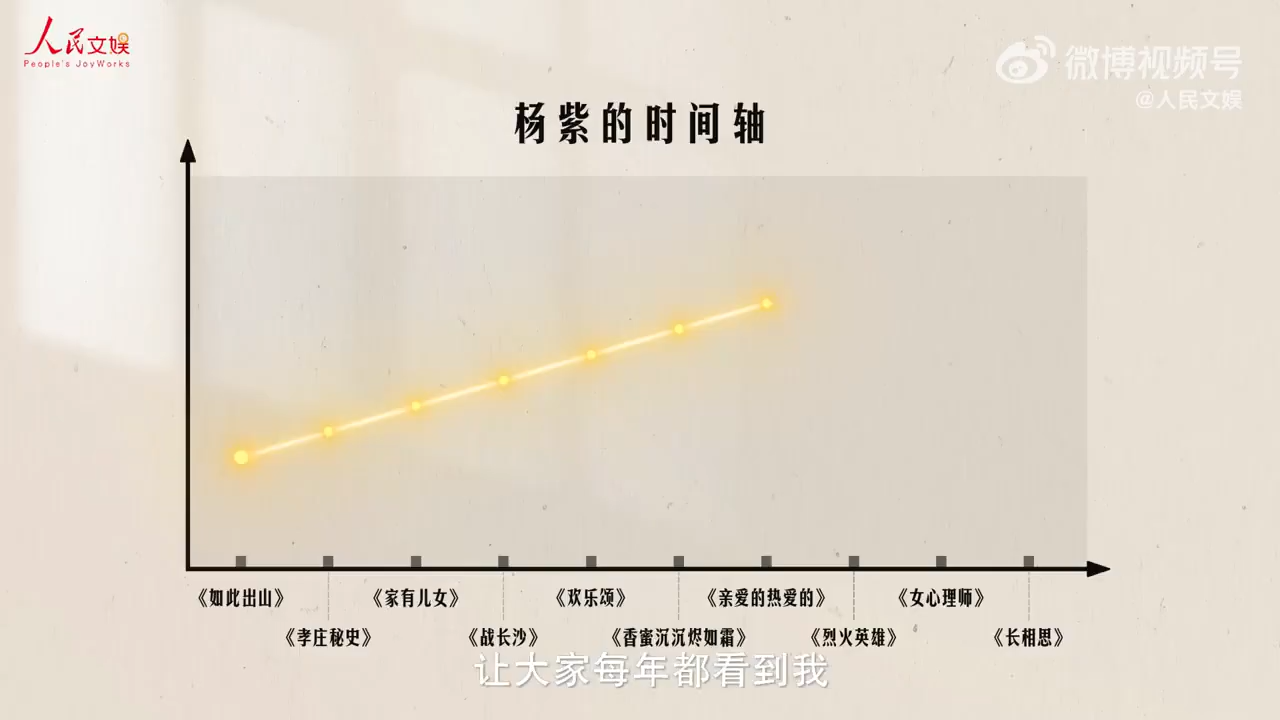 人民文娱
People's JoyWorks
微博视频号
@人民文娱
杨紫的时间轴
《如此出山》
《家有儿女》
《欢乐颂》
《亲爱的热爱的》
《女心理师》
《孝庄秘史》
《战长沙》
《香蜜沉沉烬如霜》
《烈火英雄》
《长相思》
让大家每年都看到我